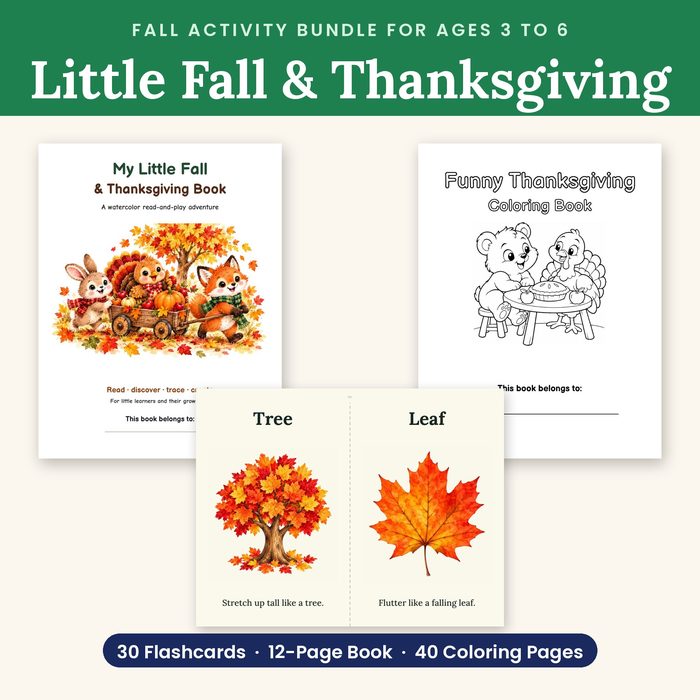 FALL ACTIVITY BUNDLE FOR AGES 3 TO 6
Little Fall & Thanksgiving
My Little Fall
& Thanksgiving Book
A watercolor read-and-play adventure
Read · discover · trace ·
For little learners and their grow
This book belongs to:
Funny Thanksgiving
Coloring Book
This book belongs to:
Tree
Stretch up tall like a tree.
Leaf
Flutter like a falling leaf.
30 Flashcards · 12-Page Book · 40 Coloring Pages